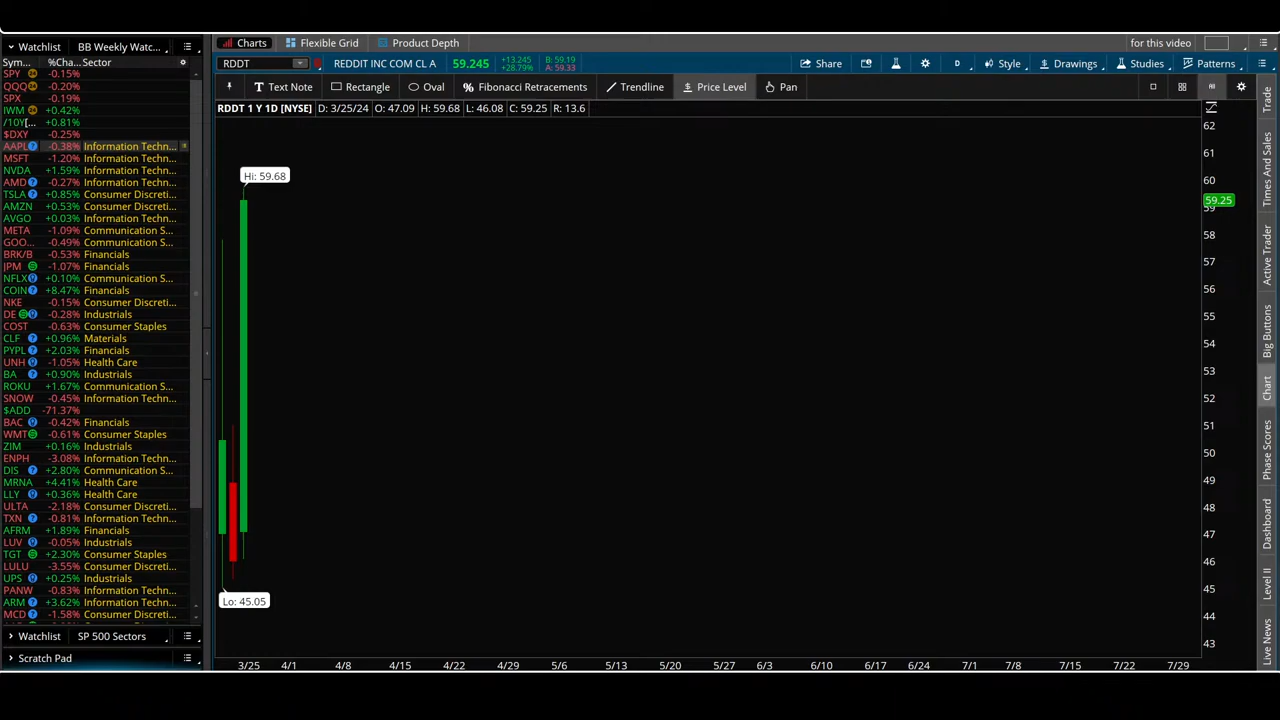 Watchlist BB Weekly Watc...
Sym... %Cha... Sector
SPY -0.15%
QQQ -0.20%
SPX -0.19%
IWM +0.42%
/10Y[... +0.81%
$DXY -0.25%
AAPL -0.38% Information Techn...
MSFT -1.20% Information Techn...
NVDA +1.59% Information Techn...
AMD -0.27% Information Techn...
TSLA +0.85% Consumer Discreti...
AMZN +0.53% Consumer Discreti...
AVGO +0.03% Information Techn...
META -1.09% Communication S...
GOO... -0.49% Communication S...
BRK/B -0.53% Financials
JPM -1.07% Financials
NFLX +0.10% Communication S...
COIN +8.47% Financials
NKE -0.15% Consumer Discreti...
DE -0.28% Industrials
COST -0.63% Consumer Staples
CLF +0.96% Materials
PYPL +2.03% Financials
UNH -1.05% Health Care
BA +0.90% Industrials
ROKU +1.67% Communication S...
SNOW -0.45% Information Techn...
$ADD -71.37%
BAC -0.42% Financials
WMT -0.61% Consumer Staples
ZIM +0.16% Industrials
ENPH -3.08% Information Techn...
DIS +2.80% Communication S...
MRNA +4.41% Health Care
LLY +0.36% Health Care
ULTA -2.18% Consumer Discreti...
TXN -0.81% Information Techn...
AFRM +1.89% Financials
LUV -0.05% Industrials
TGT +2.30% Consumer Staples
LULU -3.55% Consumer Discreti...
UPS +0.25% Industrials
PANW -0.83% Information Techn...
ARM +3.62% Information Techn...
MCD -1.58% Consumer Discreti...
Watchlist SP 500 Sectors
Scratch Pad
Charts Flexible Grid Product Depth for this video
RDDT REDDIT INC COM CL A 59.245 +13.245 +28.79% B: 59.19 A: 59.33 Share D Style Drawings Studies Patterns
Text Note Rectangle Oval Fibonacci Retracements Trendline Price Level Pan
RDDT 1 Y 1D [NYSE] D: 3/25/24 O: 47.09 H: 59.68 L: 46.08 C: 59.25 R: 13.6
Hi: 59.68
Lo: 45.05
62
61
60
59.25
59
58
57
56
55
54
53
52
51
50
49
48
47
46
45
44
43
3/25 4/1 4/8 4/15 4/22 4/29 5/6 5/13 5/20 5/27 6/3 6/10 6/17 6/24 7/1 7/8 7/15 7/22 7/29
Trade
Times And Sales
Active Trader
Big Buttons
Chart
Phase Scores
Dashboard
Level II
Live News